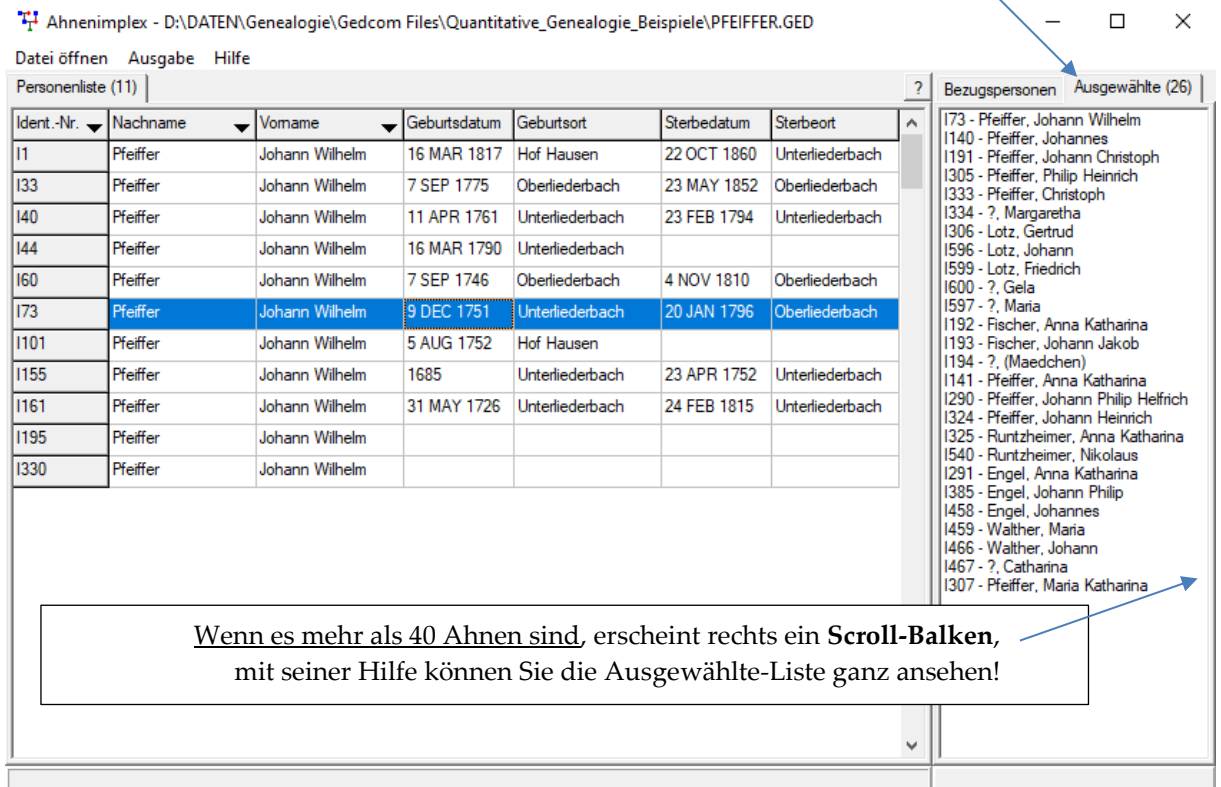 Ahnenimplex - D:\DATEN\Genealogie\Gedcom Files\Quantitative_Genealogie_Beispiele\PFEIFFER.GED
Datei öffnen Ausgabe Hilfe
Personenliste (11) ? Bezugspersonen Ausgewählte (26)
Ident.-Nr. Nachname Vorname Geburtsdatum Geburtsort Sterbedatum Sterbeort
I1 Pfeiffer Johann Wilhelm 16 MAR 1817 Hof Hausen 22 OCT 1860 Unterliederbach
I33 Pfeiffer Johann Wilhelm 7 SEP 1775 Oberliederbach 23 MAY 1852 Oberliederbach
I40 Pfeiffer Johann Wilhelm 11 APR 1761 Unterliederbach 23 FEB 1794 Unterliederbach
I44 Pfeiffer Johann Wilhelm 16 MAR 1790 Unterliederbach
I60 Pfeiffer Johann Wilhelm 7 SEP 1746 Oberliederbach 4 NOV 1810 Oberliederbach
I73 Pfeiffer Johann Wilhelm 9 DEC 1751 Unterliederbach 20 JAN 1796 Oberliederbach
I101 Pfeiffer Johann Wilhelm 5 AUG 1752 Hof Hausen
I155 Pfeiffer Johann Wilhelm 1685 Unterliederbach 23 APR 1752 Unterliederbach
I161 Pfeiffer Johann Wilhelm 31 MAY 1726 Unterliederbach 24 FEB 1815 Unterliederbach
I195 Pfeiffer Johann Wilhelm
I330 Pfeiffer Johann Wilhelm
I73 - Pfeiffer, Johann Wilhelm
I140 - Pfeiffer, Johannes
I191 - Pfeiffer, Johann Christoph
I305 - Pfeiffer, Philip Heinrich
I333 - Pfeiffer, Christoph
I334 - ?, Margaretha
I306 - Lotz, Gertrud
I596 - Lotz, Johann
I599 - Lotz, Friedrich
I600 - ?, Gela
I597 - ?, Maria
I192 - Fischer, Anna Katharina
I193 - Fischer, Johann Jakob
I194 - ?, (Maedchen)
I141 - Pfeiffer, Anna Katharina
I290 - Pfeiffer, Johann Philip Helfrich
I324 - Pfeiffer, Johann Heinrich
I325 - Runtzheimer, Anna Katharina
I540 - Runtzheimer, Nikolaus
I291 - Engel, Anna Katharina
I385 - Engel, Johann Philip
I458 - Engel, Johannes
I459 - Walther, Maria
I466 - Walther, Johann
I467 - ?, Catharina
I307 - Pfeiffer, Maria Katharina
Wenn es mehr als 40 Ahnen sind, erscheint rechts ein Scroll-Balken,
mit seiner Hilfe können Sie die Ausgewählte-Liste ganz ansehen!